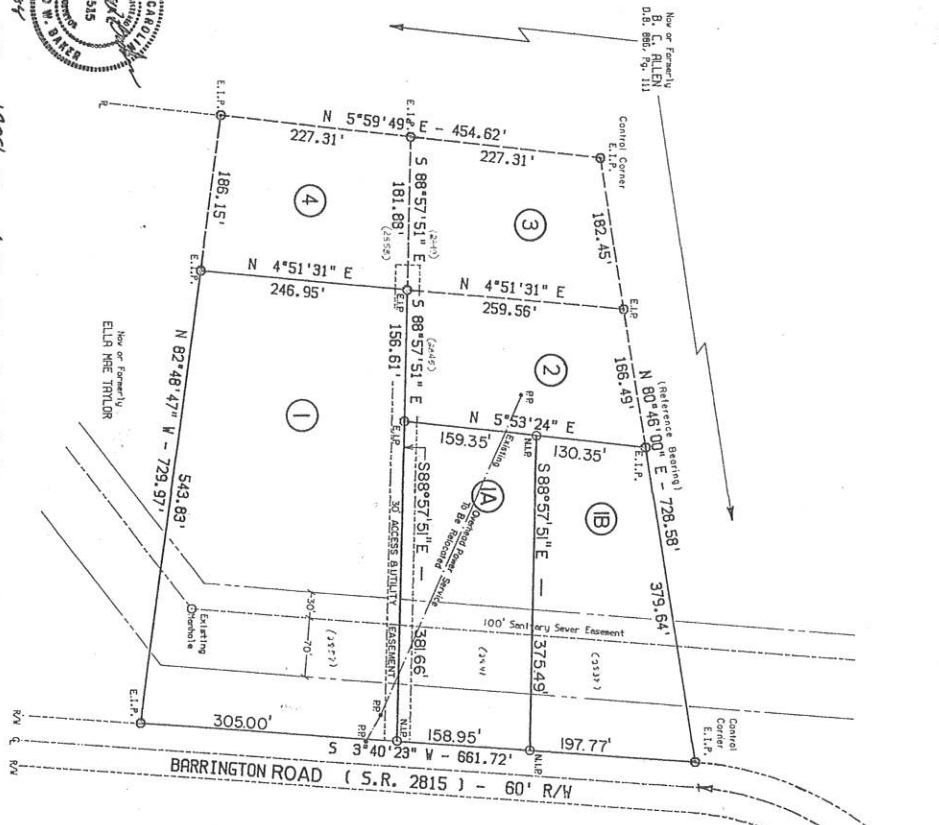 Now or Formerly
B. C. ALLEN
D.B. 886, Pg. 111
CAROLIN
515
W. BAKER
E.I.P.
N 5°59'49" E - 454.62'
227.31'
227.31'
E.I.P.
Control Corner
E.I.P.
182.45'
166.49'
N 80°46'00" E - 728.58'
(Reference Bearing)
E.I.P.
E.I.P.
379.64'
Control
Corner
E.I.P.
3
4
S 88°57'51" E
181.88'
(2558)
186.15'
E.I.P.
N 4°51'31" E
246.95'
N 4°51'31" E
259.56'
E.I.P.
S 88°57'51" E
156.61'
(2845)
2
1
1A
1B
N 5°53'24" E
159.35'
130.35'
N.I.P.
E.I.P.
P.P.
Existing
Overhead Power Service
To Be Relocated
S88°57'51"E —
375.49'
S88°57'51"E —
381.66'
30' ACCESS & UTILITY EASEMENT
100' Sanitary Sewer Easement
30'
70'
Existing
Manhole
Now or Formerly
ELLA MAE TAYLOR
N 82°48'47" W - 729.97'
543.83'
E.I.P.
305.00'
P.P.
P.P.
N.I.P.
158.95'
N.I.P.
197.77'
S 3°40'23" W - 661.72'
R/W
R/W
BARRINGTON ROAD ( S.R. 2815 ) - 60' R/W